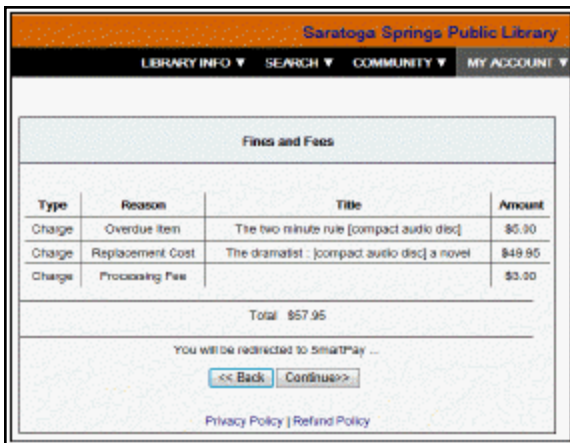 Saratoga Springs Public Library
LIBRARY INFO ▼ SEARCH ▼ COMMUNITY ▼ MY ACCOUNT ▼
Fines and Fees
Type Reason Title Amount
Charge Overdue Item The two minute rule [compact audio disc] $5.00
Charge Replacement Cost The dramatist : [compact audio disc] a novel $49.95
Charge Processing Fee $3.00
Total $57.95
You will be redirected to SmartPay ...
<< Back Continue>>
Privacy Policy | Refund Policy